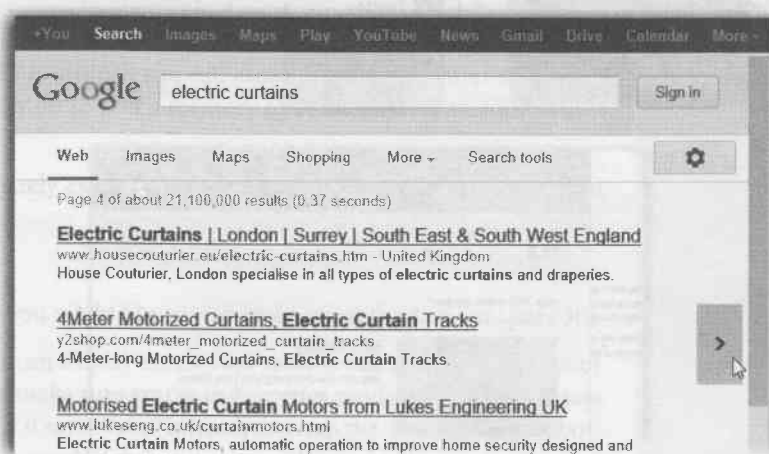 +You Search Images Maps Play YouTube News Gmail Drive Calendar More
Google electric curtains Sign in
Web Images Maps Shopping More Search tools
Page 4 of about 21,100,000 results (0.37 seconds)
Electric Curtains | London | Surrey | South East & South West England
www.housecouturier.eu/electric-curtains.htm - United Kingdom
House Couturier, London specialise in all types of electric curtains and draperies.
4Meter Motorized Curtains, Electric Curtain Tracks
y2shop.com/4meter_motorized_curtain_tracks
4-Meter-long Motorized Curtains, Electric Curtain Tracks.
Motorised Electric Curtain Motors from Lukes Engineering UK
www.lukeseng.co.uk/curtainmotors.html
Electric Curtain Motors, automatic operation to improve home security designed and